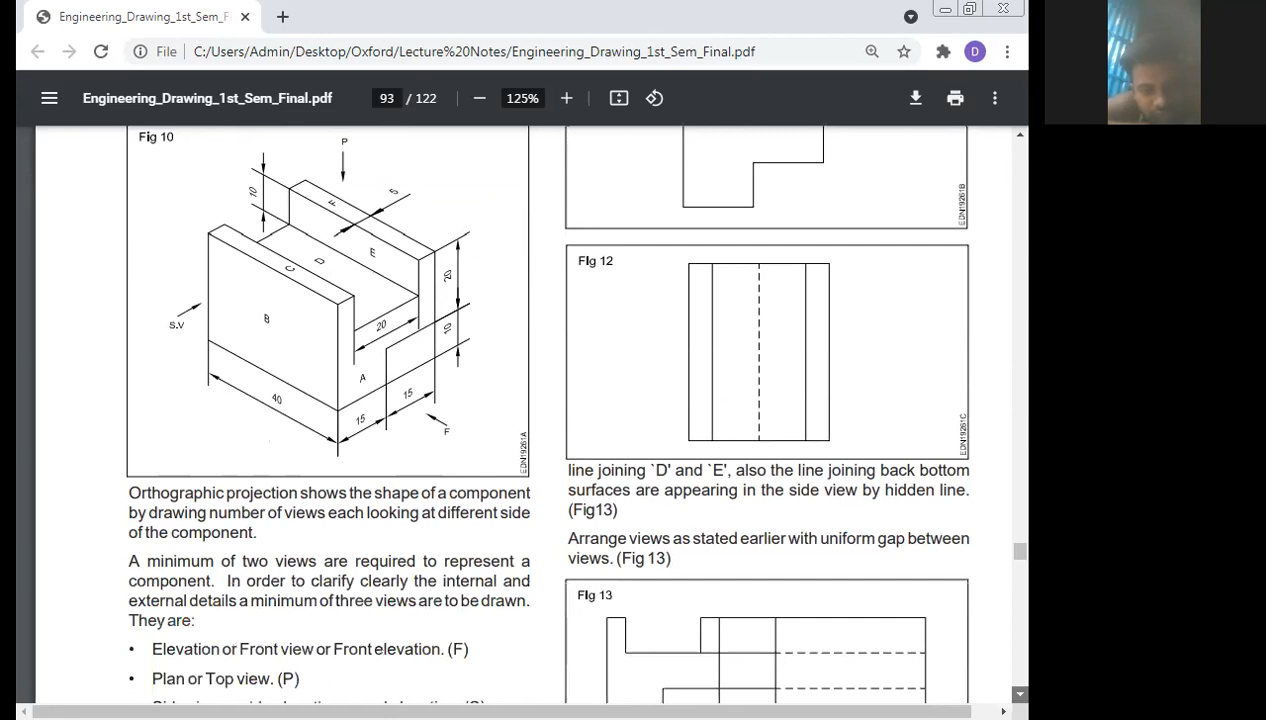 Engineering_Drawing_1st_Sem_Fi
File
C:/Users/Admin/Desktop/Oxford/Lecture%20Notes/Engineering_Drawing_1st_Sem_Final.pdf
D
Engineering_Drawing_1st_Sem_Final.pdf
93 / 122
125%
Fig 10
P
10
5
F
E
D
C
20
B
S.V
20
10
A
40
15
15
F
EDN19261A
Orthographic projection shows the shape of a component
by drawing number of views each looking at different side
of the component.
A minimum of two views are required to represent a
component. In order to clarify clearly the internal and
external details a minimum of three views are to be drawn.
They are:
• Elevation or Front view or Front elevation. (F)
• Plan or Top view. (P)
EDN19261B
FIg 12
EDN19261C
line joining `D' and `E', also the line joining back bottom
surfaces are appearing in the side view by hidden line.
(Fig13)
Arrange views as stated earlier with uniform gap between
views. (Fig 13)
FIg 13